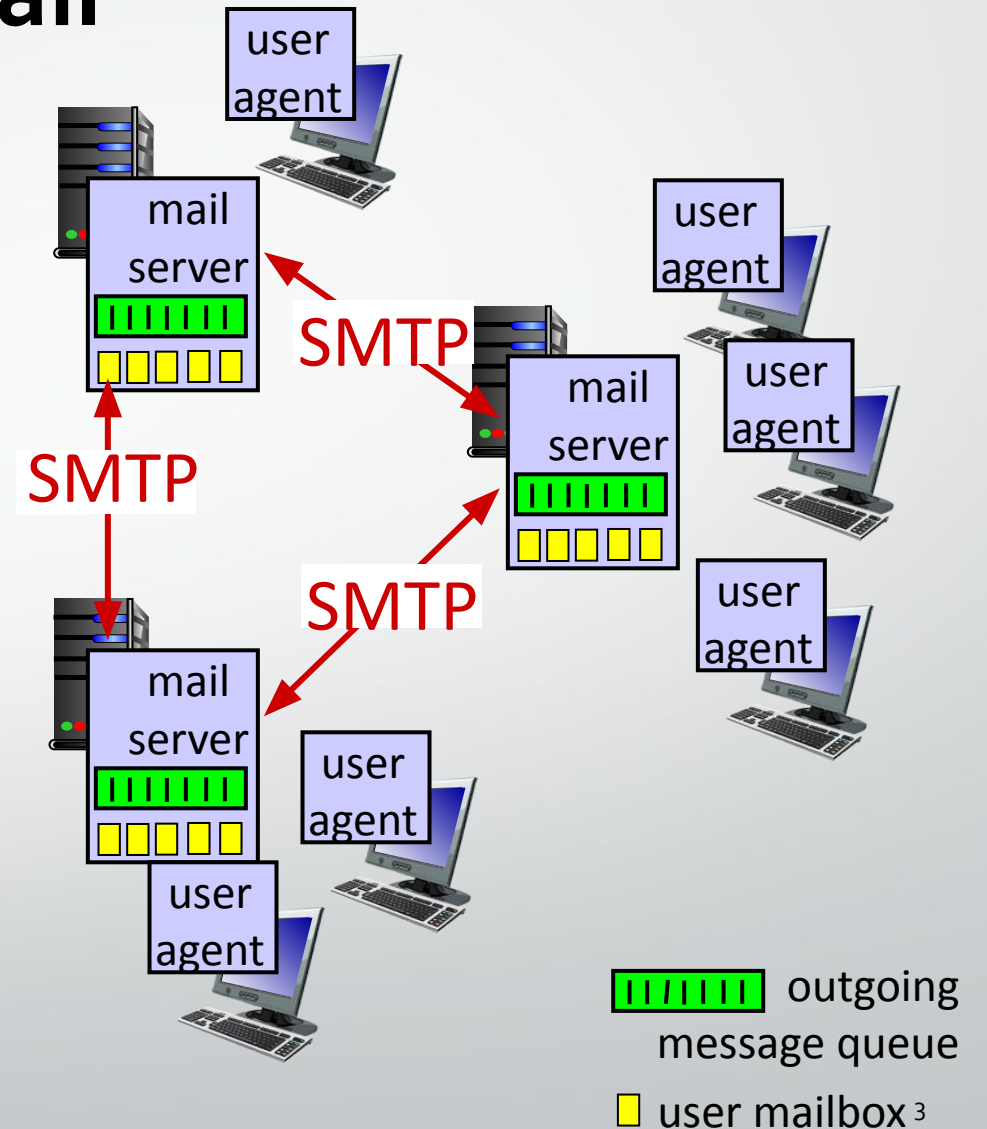 user
agent
mail
server
user
agent
SMTP
user
agent
mail
server
SMTP
user
agent
SMTP
mail
server
user
agent
user
agent
outgoing
message queue
user mailbox 3